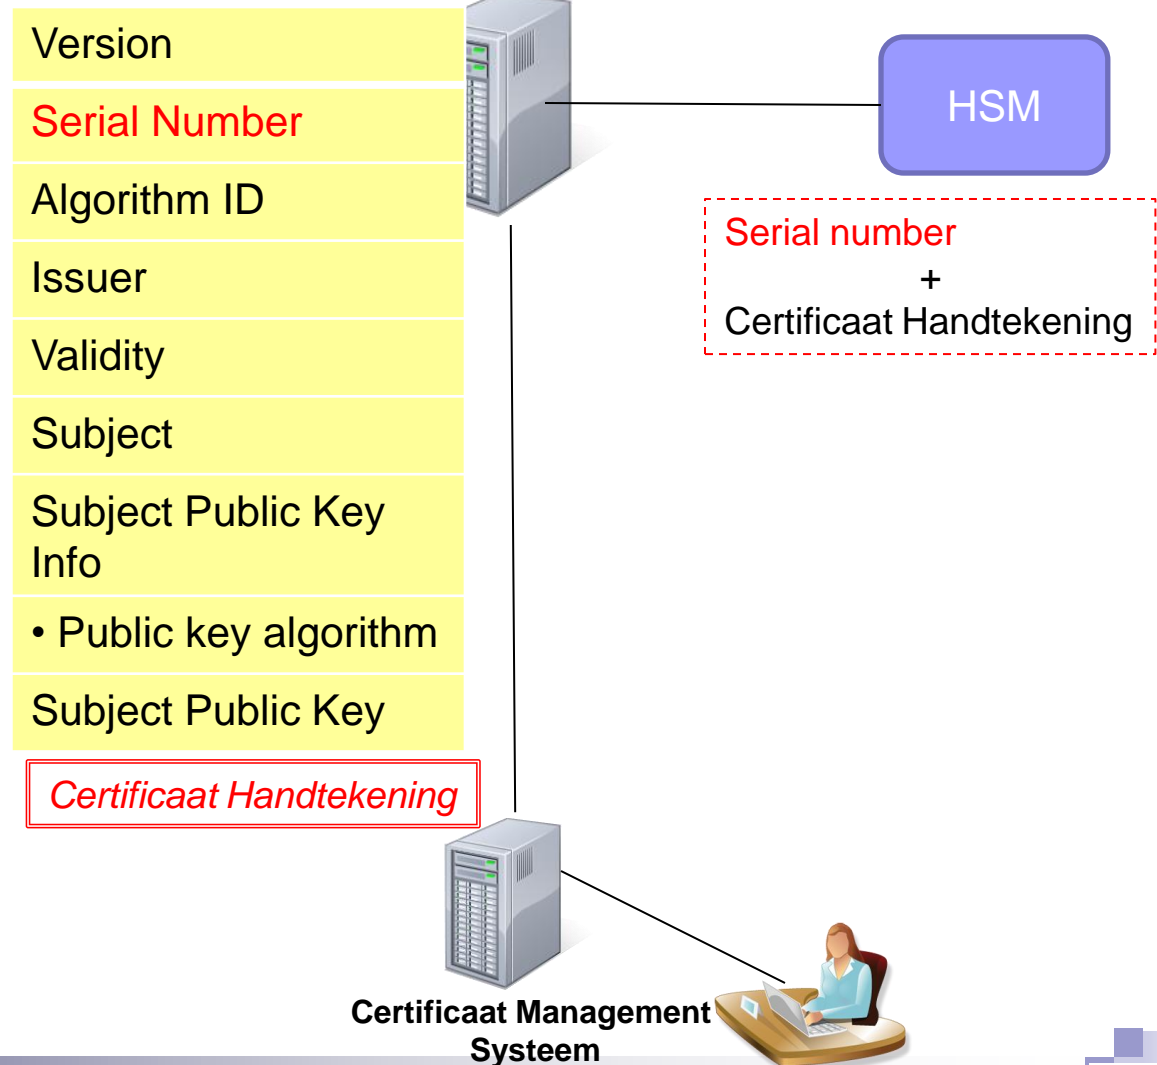 Version
Serial Number
Algorithm ID
Issuer
Validity
Subject
Subject Public Key
Info
• Public key algorithm
Subject Public Key
Certificaat Handtekening
HSM
Serial number
+
Certificaat Handtekening
Certificaat Management
Systeem